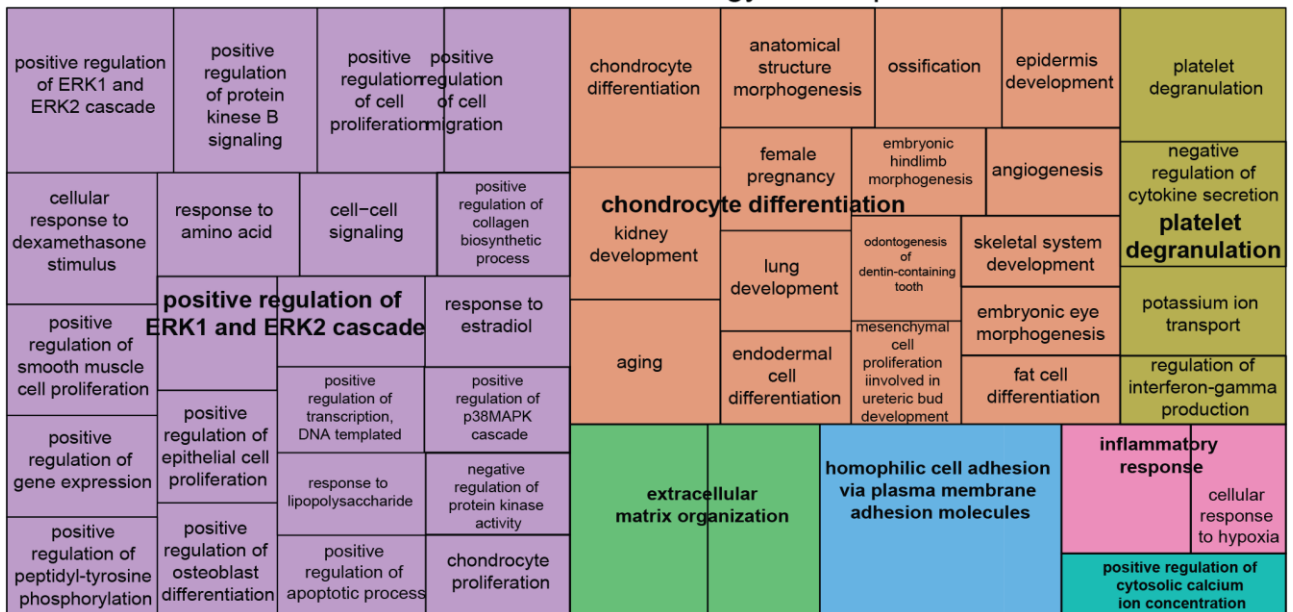 positive regulation
of ERK1 and
ERK2 cascade
positive
regulation
of protein
kinase B
signaling
positive
regulation
of cell
proliferation
positive
regulation
of cell
migration
cellular
response to
dexamethasone
stimulus
response to
amino acid
cell−cell
signaling
positive
regulation of
collagen
biosynthetic
process
positive regulation of
ERK1 and ERK2 cascade
response to
estradiol
positive
regulation of
smooth muscle
cell proliferation
positive
regulation of
transcription,
DNA templated
positive
regulation of
p38MAPK
cascade
positive
regulation of
gene expression
positive
regulation of
epithelial cell
proliferation
response to
lipopolysaccharide
negative
regulation of
protein kinase
activity
positive
regulation of
peptidyl-tyrosine
phosphorylation
positive
regulation of
osteoblast
differentiation
positive
regulation of
apoptotic process
chondrocyte
proliferation
chondrocyte
differentiation
anatomical
structure
morphogenesis
ossification
epidermis
development
female
pregnancy
embryonic
hindlimb
morphogenesis
angiogenesis
chondrocyte differentiation
kidney
development
lung
development
odontogenesis
of
dentin-containing
tooth
skeletal system
development
embryonic eye
morphogenesis
aging
endodermal
cell
differentiation
mesenchymal
cell
proliferation
iinvolved in
ureteric bud
development
fat cell
differentiation
platelet
degranulation
negative
regulation of
cytokine secretion
platelet
degranulation
potassium ion
transport
regulation of
interferon-gamma
production
extracellular
matrix organization
homophilic cell adhesion
via plasma membrane
adhesion molecules
inflammatory
response
cellular
response
to hypoxia
positive regulation of
cytosolic calcium
ion concentration